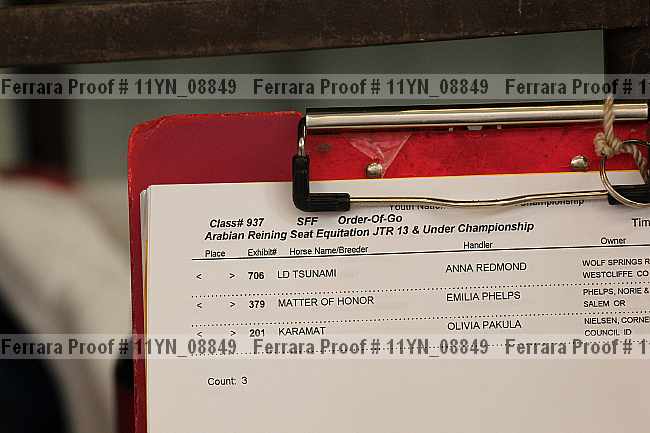 Ferrara Proof # 11YN_08849 Ferrara Proof # 11YN_08849 Ferrara Proof # 11YN_08849
Youth Championship
Class# 937 SFF Order-Of-Go
Arabian Reining Seat Equitation JTR 13 & Under Championship
Place Exhibit# Horse Name/Breeder Handler Owner
< > 706 LD TSUNAMI ANNA REDMOND WOLF SPRINGS R
WESTCLIFFE CO
< > 379 MATTER OF HONOR EMILIA PHELPS PHELPS, NORIE &
SALEM OR
< > 201 KARAMAT OLIVIA PAKULA NIELSEN, CORNE
COUNCIL ID
Ferrara Proof # 11YN_08849 Ferrara Proof # 11YN_08849 Ferrara Proof # 11YN_08849
Count: 3